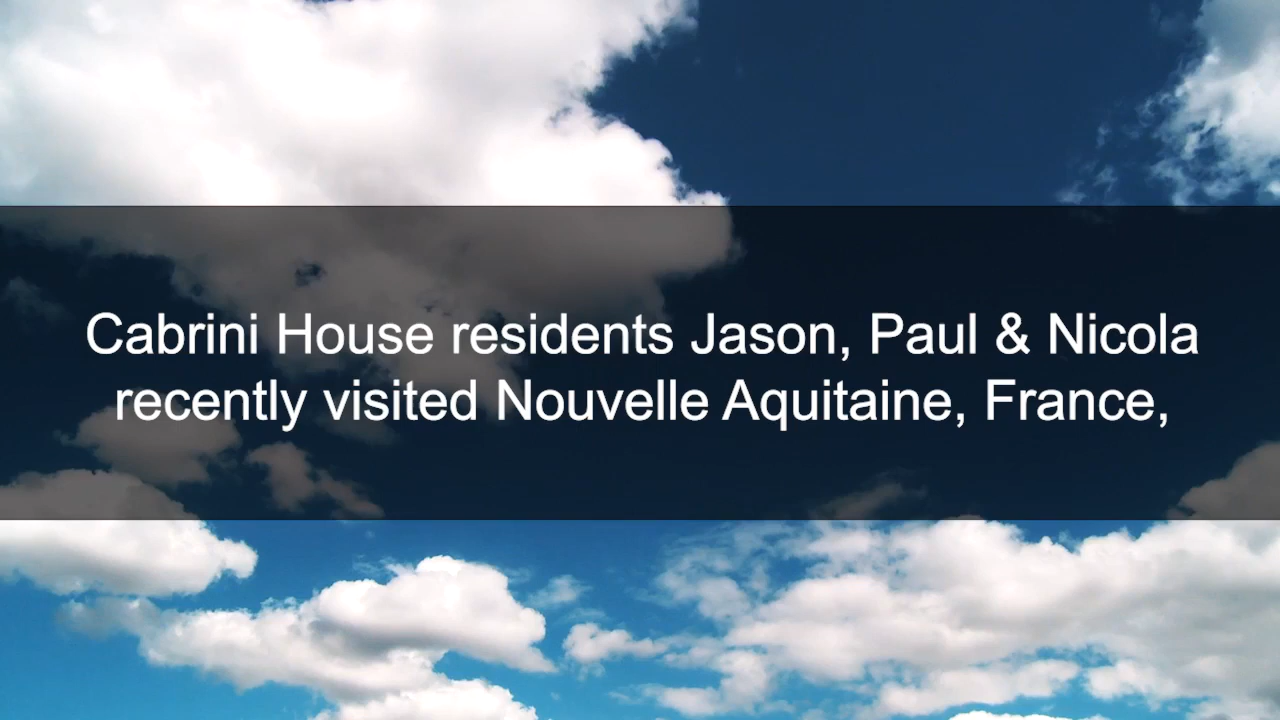 Cabrini House residents Jason, Paul & Nicola
recently visited Nouvelle Aquitaine, France,